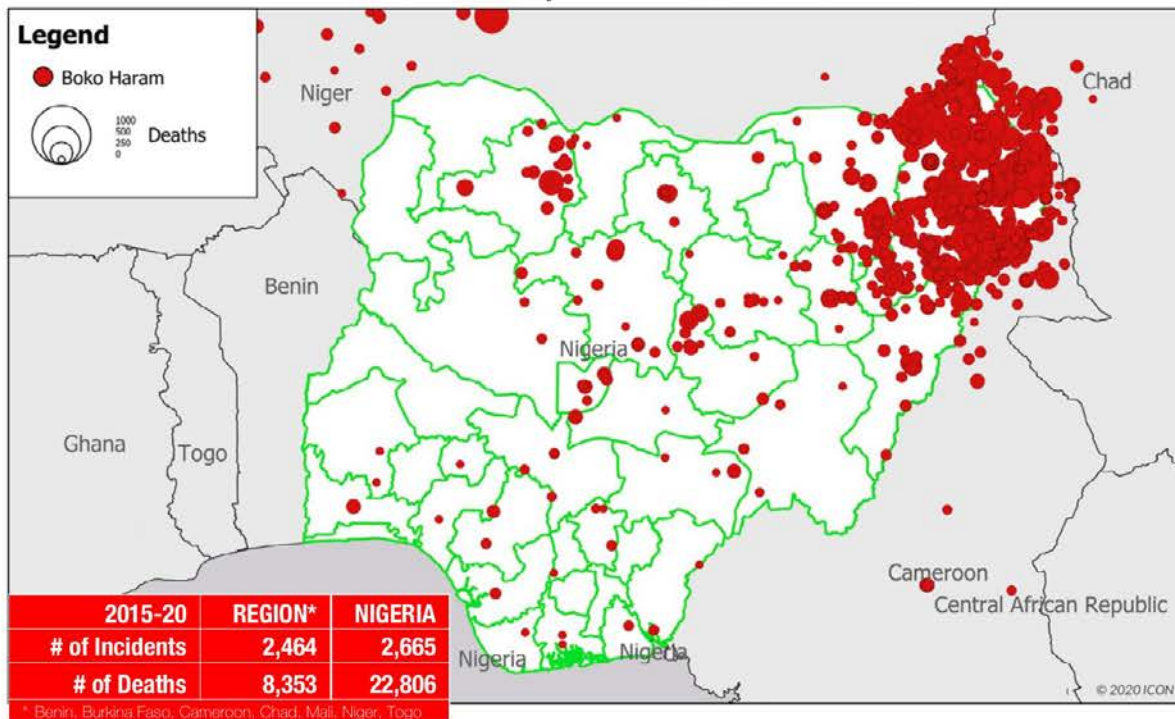 Legend
Boko Haram
1000
500
250
0
Deaths
Niger
Chad
Benin
Nigeria
Ghana
Togo
Cameroon
Central African Republic
Nigeria
Nigeria
2015-20 REGION* NIGERIA
# of Incidents 2,464 2,665
# of Deaths 8,353 22,806
* Benin, Burkina Faso, Cameroon, Chad, Mali, Niger, Togo
© 2020 ICON